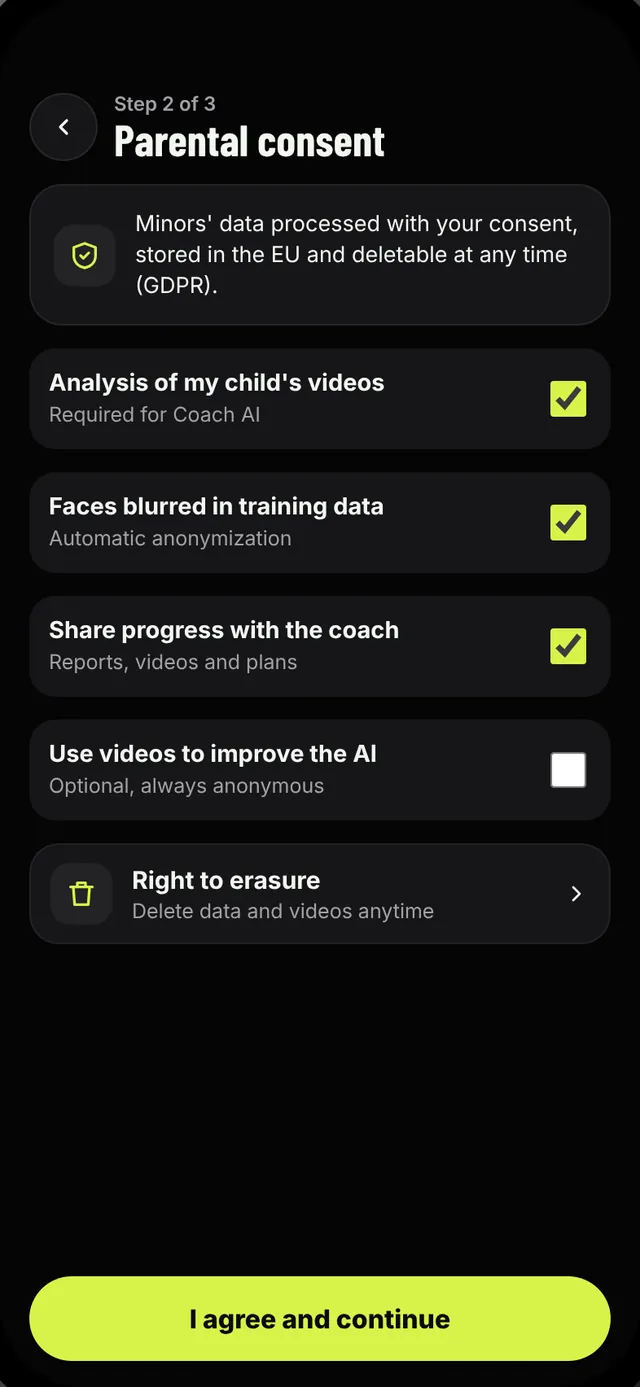 Step 2 of 3
Parental consent
Minors' data processed with your consent,
stored in the EU and deletable at any time
(GDPR).
Analysis of my child's videos
Required for Coach AI
Faces blurred in training data
Automatic anonymization
Share progress with the coach
Reports, videos and plans
Use videos to improve the AI
Optional, always anonymous
Right to erasure
Delete data and videos anytime
I agree and continue